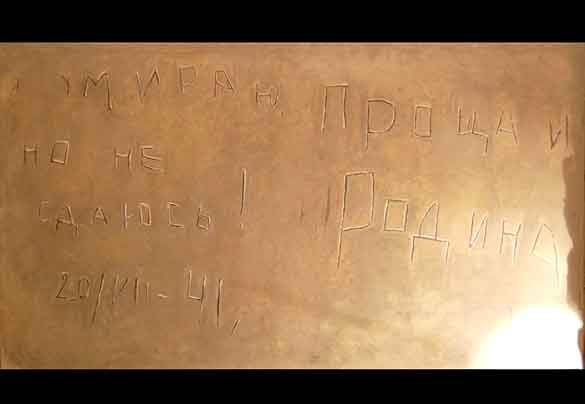 УМИРАЮ,
НО НЕ
СДАЮСЬ!
20/VII-41,
ПРОЩАЙ
РОДИНА